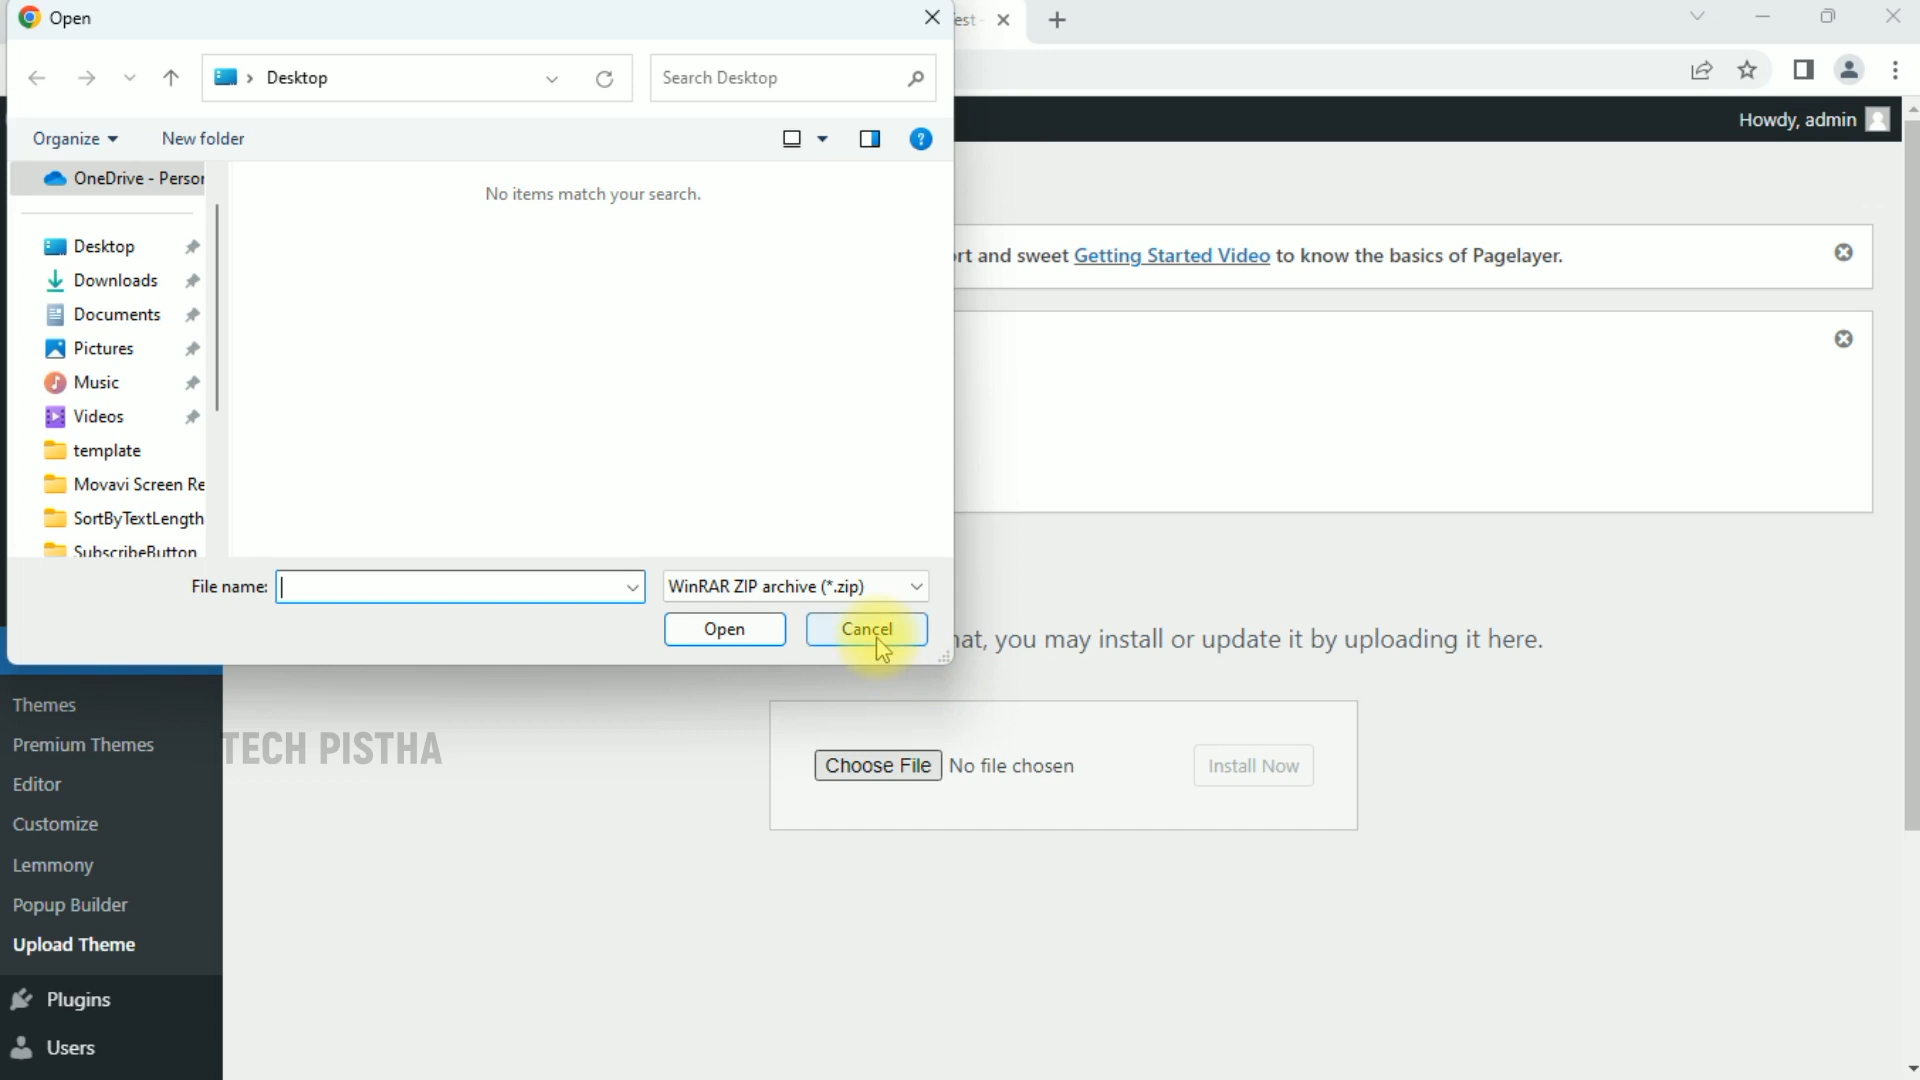 Open
est -
Desktop
Search Desktop
Organize
New folder
Howdy, admin
OneDrive - Person
No items match your search.
Desktop
Downloads
Documents
Pictures
Music
Videos
template
Movavi Screen Re
SortByTextLength
SubscribeButton
ort and sweet Getting Started Video to know the basics of Pagelayer.
File name:
WinRAR ZIP archive (*.zip)
Open
Cancel
hat, you may install or update it by uploading it here.
Themes
Premium Themes
Editor
Customize
Lemmony
Popup Builder
Upload Theme
Plugins
Users
TECH PISTHA
Choose File No file chosen
Install Now